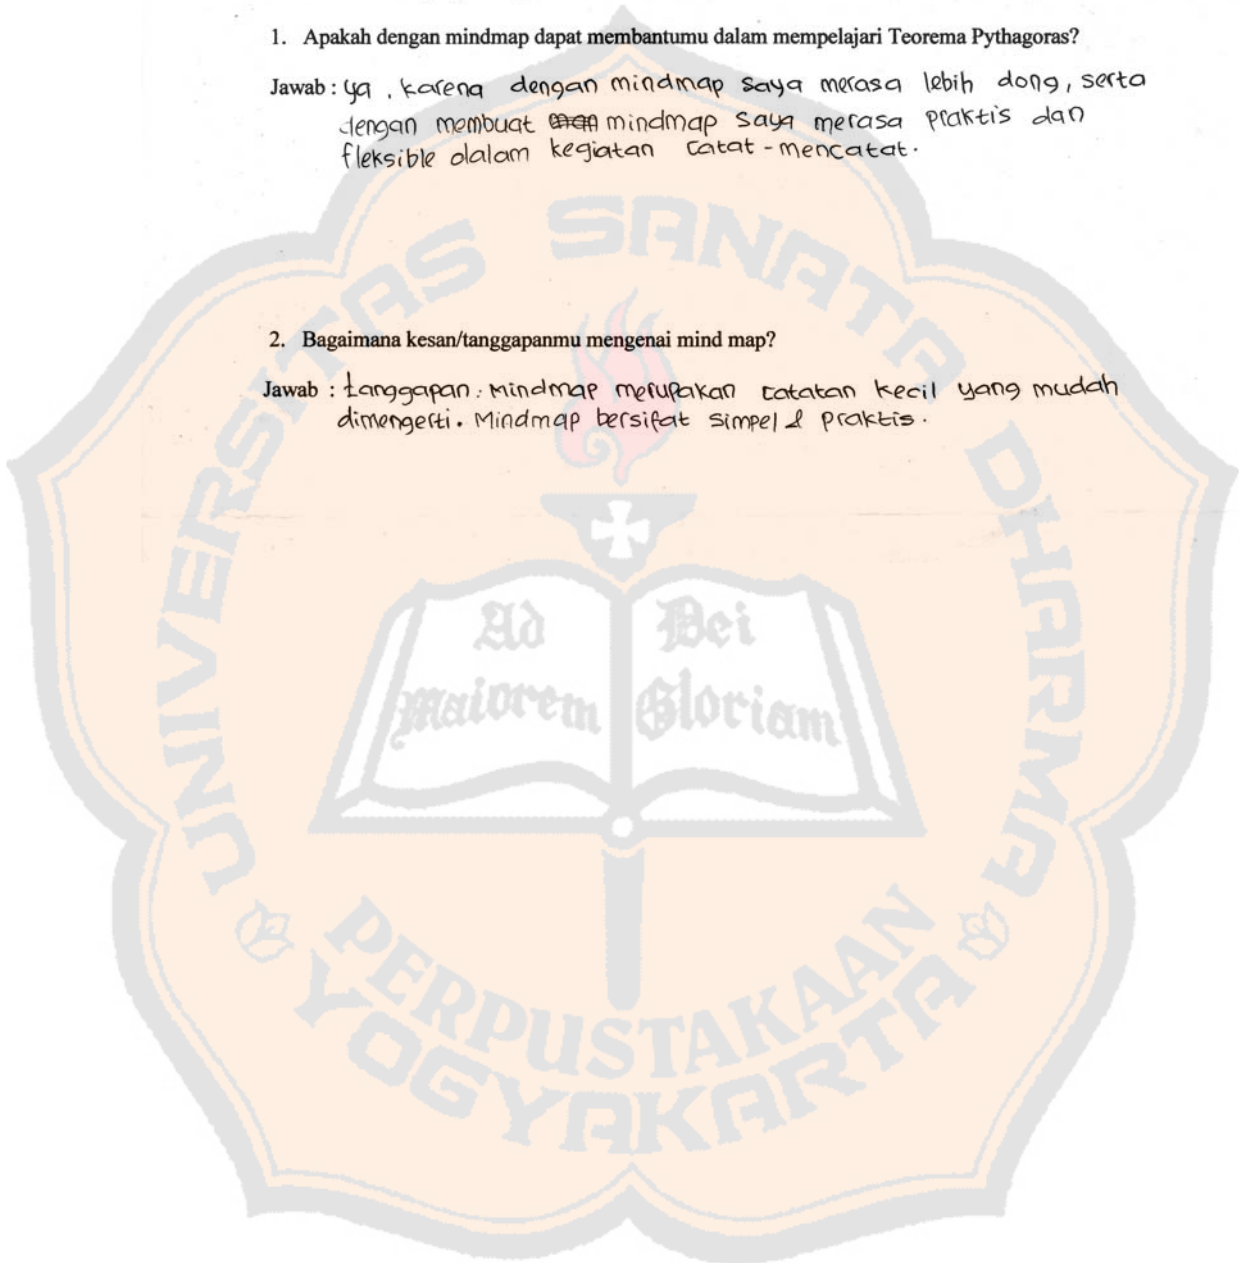 1. Apakah dengan mindmap dapat membantumu dalam mempelajari Teorema Pythagoras?
Jawab : ya, karena dengan mindmap saya merasa lebih dong, serta
dengan membuat mindmap saya merasa praktis dan
fleksible dalam kegiatan catat-mencatat.
2. Bagaimana kesan/tanggapanmu mengenai mind map?
Jawab : tanggapan : Mindmap merupakan catatan kecil yang mudah
dimengerti. Mindmap bersifat simpel & praktis.
UNIVERSITAS SANATA DHARMA
Ad Dei
maiorem Gloriam
PERPUSTAKAAN
YOGYAKARTA